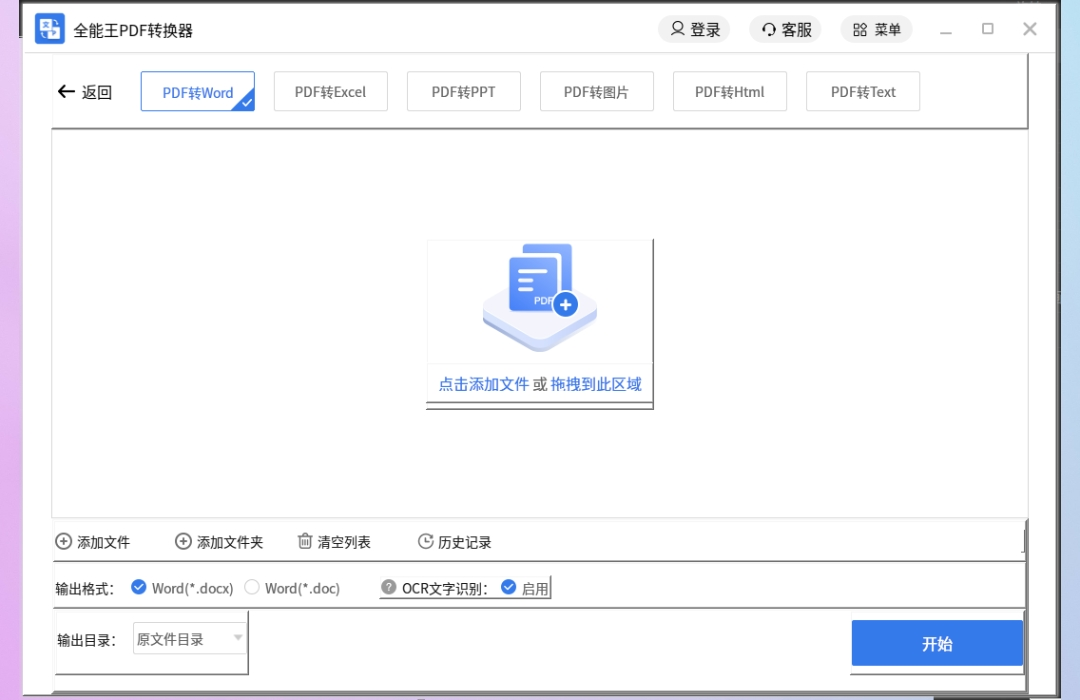 全能王PDF转换器 登录 客服 菜单
返回 PDF转Word PDF转Excel PDF转PPT PDF转图片 PDF转Html PDF转Text
PDF
点击添加文件 或 拖拽到此区域
添加文件 添加文件夹 清空列表 历史记录
输出格式： Word(*.docx) Word(*.doc) OCR文字识别： 启用
输出目录： 原文件目录 开始